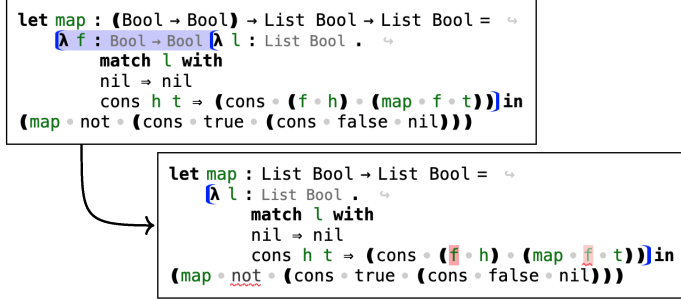 let map : (Bool → Bool) → List Bool → List Bool = ↪
(λ f : Bool → Bool (λ l : List Bool . ↪
match l with
nil ⇒ nil
cons h t ⇒ (cons • (f • h) • (map • f • t))) in
(map • not • (cons • true • (cons • false • nil)))
let map : List Bool → List Bool = ↪
(λ l : List Bool . ↪
match l with
nil ⇒ nil
cons h t ⇒ (cons • (f • h) • (map • f • t))) in
(map • not • (cons • true • (cons • false • nil)))